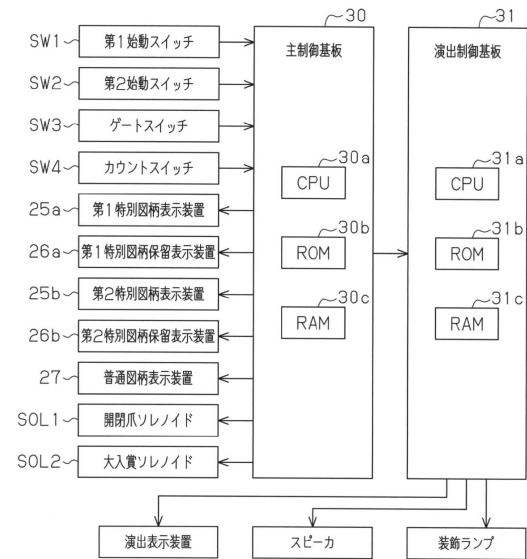 30
31
主制御基板
演出制御基板
SW1 第1始動スイッチ
SW2 第2始動スイッチ
SW3 ゲートスイッチ
SW4 カウントスイッチ
25a 第1特別図柄表示装置
26a 第1特別図柄保留表示装置
25b 第2特別図柄表示装置
26b 第2特別図柄保留表示装置
27 普通図柄表示装置
SOL1 開閉爪ソレノイド
SOL2 大入賞ソレノイド
30a
CPU
30b
ROM
30c
RAM
31a
CPU
31b
ROM
31c
RAM
演出表示装置
スピーカ
装飾ランプ